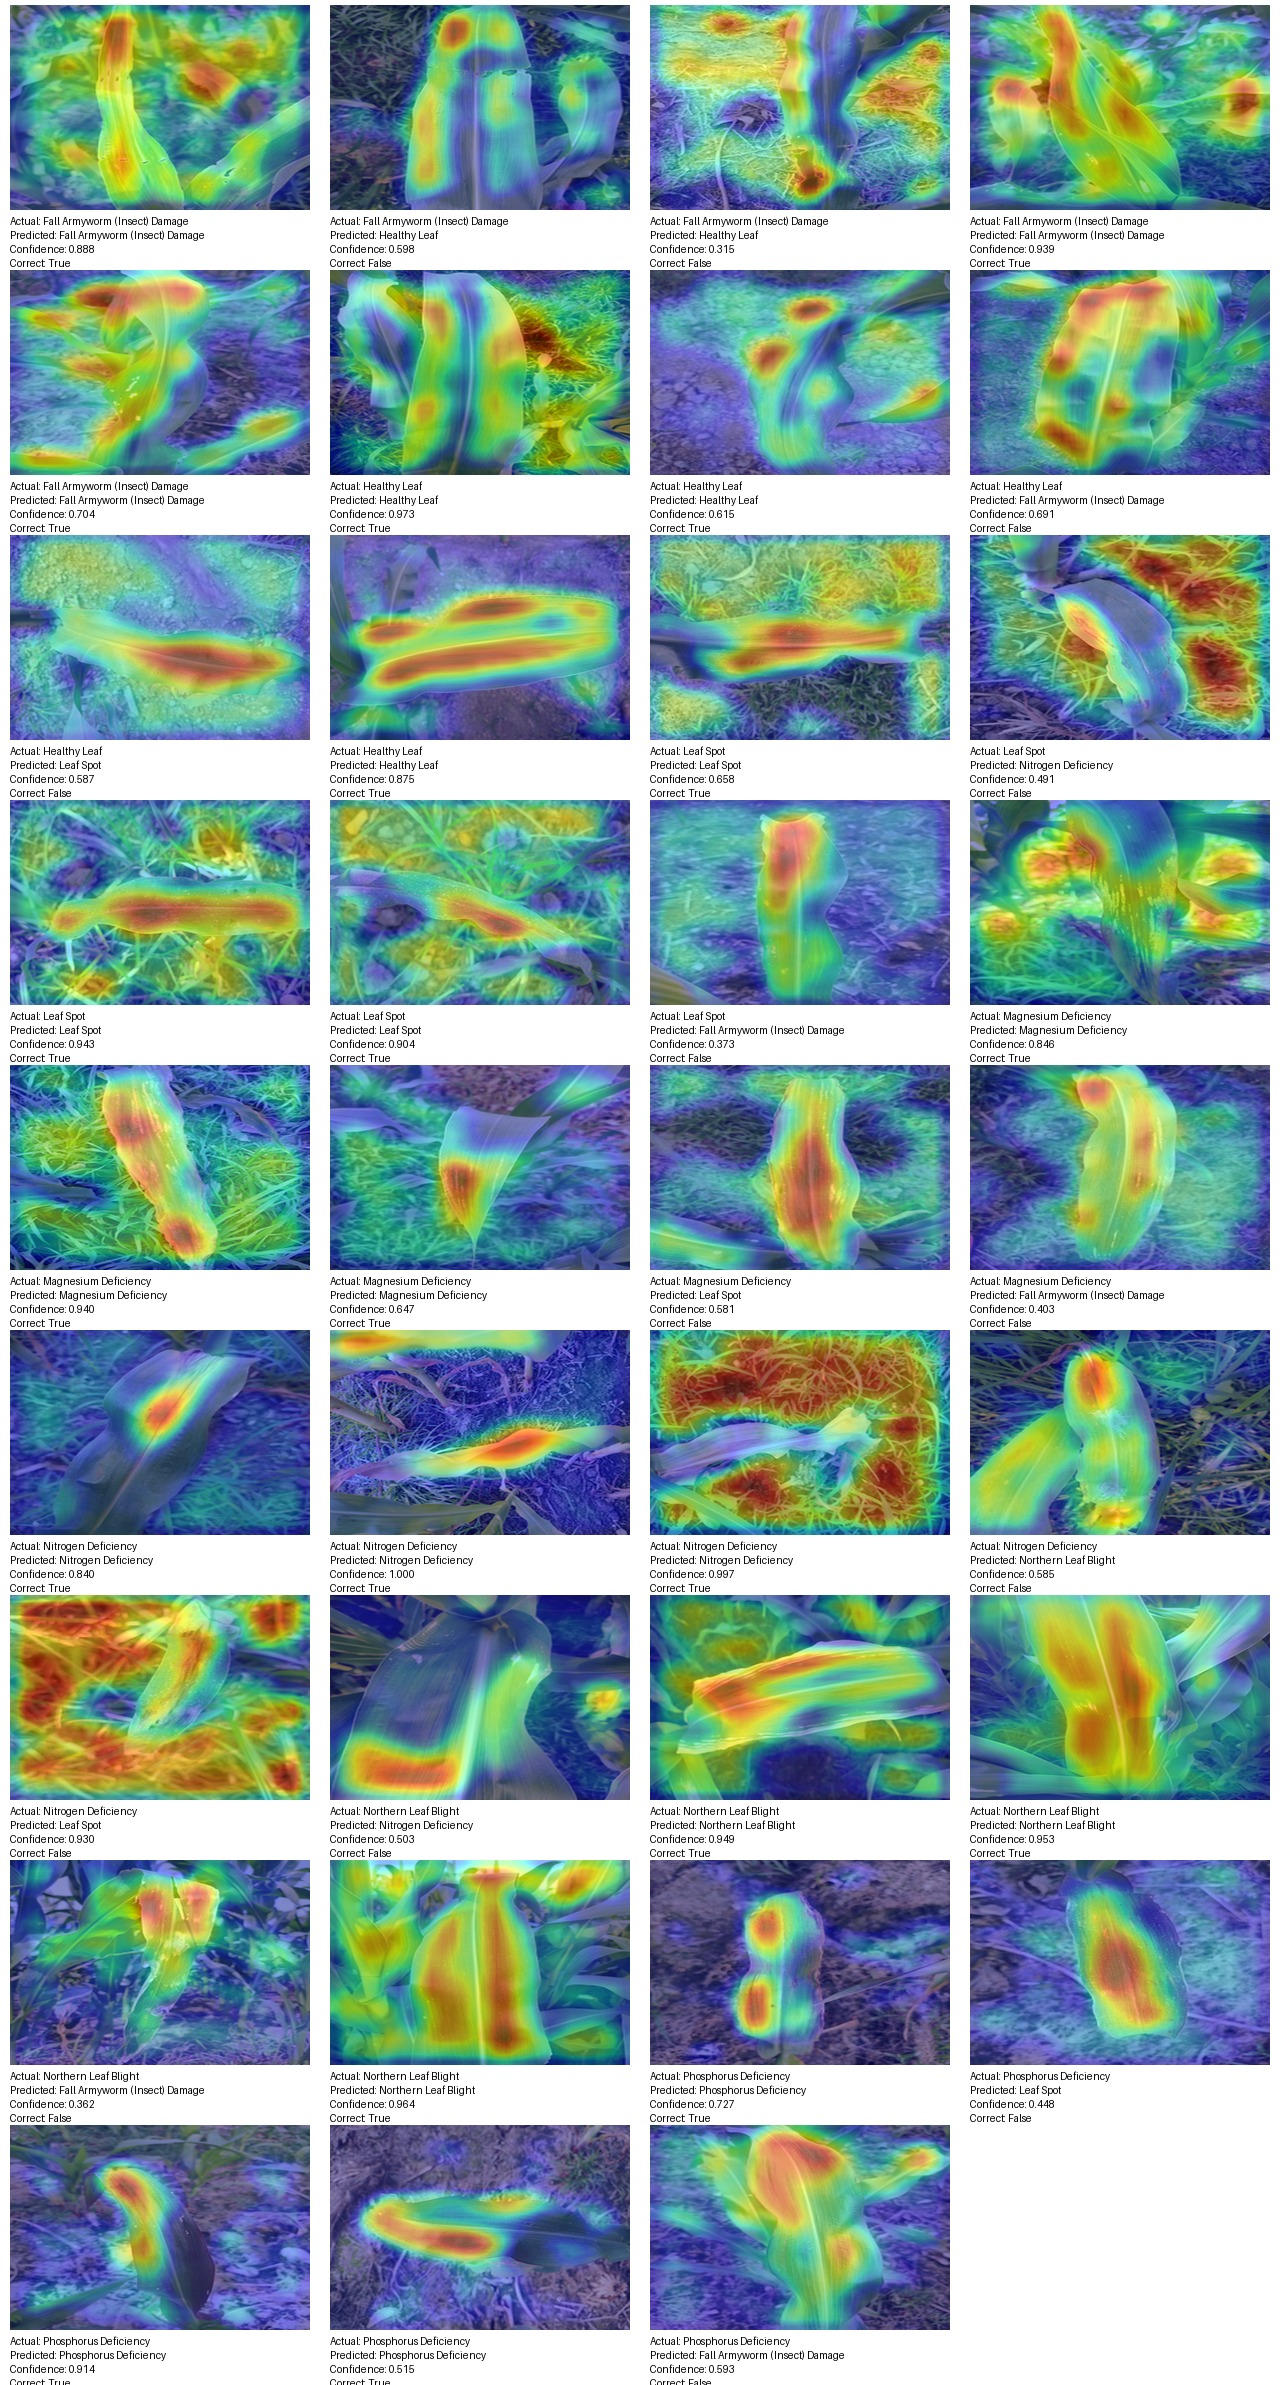 Actual: Fall Armyworm (Insect) Damage
Predicted: Fall Armyworm (Insect) Damage
Confidence: 0.888
Correct: True
Actual: Fall Armyworm (Insect) Damage
Predicted: Healthy Leaf
Confidence: 0.598
Correct: False
Actual: Fall Armyworm (Insect) Damage
Predicted: Healthy Leaf
Confidence: 0.315
Correct: False
Actual: Fall Armyworm (Insect) Damage
Predicted: Fall Armyworm (Insect) Damage
Confidence: 0.939
Correct: True
Actual: Fall Armyworm (Insect) Damage
Predicted: Fall Armyworm (Insect) Damage
Confidence: 0.704
Correct: True
Actual: Healthy Leaf
Predicted: Healthy Leaf
Confidence: 0.973
Correct: True
Actual: Healthy Leaf
Predicted: Healthy Leaf
Confidence: 0.615
Correct: True
Actual: Healthy Leaf
Predicted: Fall Armyworm (Insect) Damage
Confidence: 0.691
Correct: False
Actual: Healthy Leaf
Predicted: Leaf Spot
Confidence: 0.587
Correct: False
Actual: Healthy Leaf
Predicted: Healthy Leaf
Confidence: 0.875
Correct: True
Actual: Leaf Spot
Predicted: Leaf Spot
Confidence: 0.658
Correct: True
Actual: Leaf Spot
Predicted: Nitrogen Deficiency
Confidence: 0.491
Correct: False
Actual: Leaf Spot
Predicted: Leaf Spot
Confidence: 0.943
Correct: True
Actual: Leaf Spot
Predicted: Leaf Spot
Confidence: 0.904
Correct: True
Actual: Leaf Spot
Predicted: Fall Armyworm (Insect) Damage
Confidence: 0.373
Correct: False
Actual: Magnesium Deficiency
Predicted: Magnesium Deficiency
Confidence: 0.846
Correct: True
Actual: Magnesium Deficiency
Predicted: Magnesium Deficiency
Confidence: 0.940
Correct: True
Actual: Magnesium Deficiency
Predicted: Magnesium Deficiency
Confidence: 0.647
Correct: True
Actual: Magnesium Deficiency
Predicted: Leaf Spot
Confidence: 0.581
Correct: False
Actual: Magnesium Deficiency
Predicted: Fall Armyworm (Insect) Damage
Confidence: 0.403
Correct: False
Actual: Nitrogen Deficiency
Predicted: Nitrogen Deficiency
Confidence: 0.840
Correct: True
Actual: Nitrogen Deficiency
Predicted: Nitrogen Deficiency
Confidence: 1.000
Correct: True
Actual: Nitrogen Deficiency
Predicted: Nitrogen Deficiency
Confidence: 0.997
Correct: True
Actual: Nitrogen Deficiency
Predicted: Northern Leaf Blight
Confidence: 0.585
Correct: False
Actual: Nitrogen Deficiency
Predicted: Leaf Spot
Confidence: 0.930
Correct: False
Actual: Northern Leaf Blight
Predicted: Nitrogen Deficiency
Confidence: 0.503
Correct: False
Actual: Northern Leaf Blight
Predicted: Northern Leaf Blight
Confidence: 0.949
Correct: True
Actual: Northern Leaf Blight
Predicted: Northern Leaf Blight
Confidence: 0.953
Correct: True
Actual: Northern Leaf Blight
Predicted: Fall Armyworm (Insect) Damage
Confidence: 0.362
Correct: False
Actual: Northern Leaf Blight
Predicted: Northern Leaf Blight
Confidence: 0.964
Correct: True
Actual: Phosphorus Deficiency
Predicted: Phosphorus Deficiency
Confidence: 0.727
Correct: True
Actual: Phosphorus Deficiency
Predicted: Leaf Spot
Confidence: 0.448
Correct: False
Actual: Phosphorus Deficiency
Predicted: Phosphorus Deficiency
Confidence: 0.914
Correct: True
Actual: Phosphorus Deficiency
Predicted: Phosphorus Deficiency
Confidence: 0.515
Correct: True
Actual: Phosphorus Deficiency
Predicted: Fall Armyworm (Insect) Damage
Confidence: 0.593
Correct: False